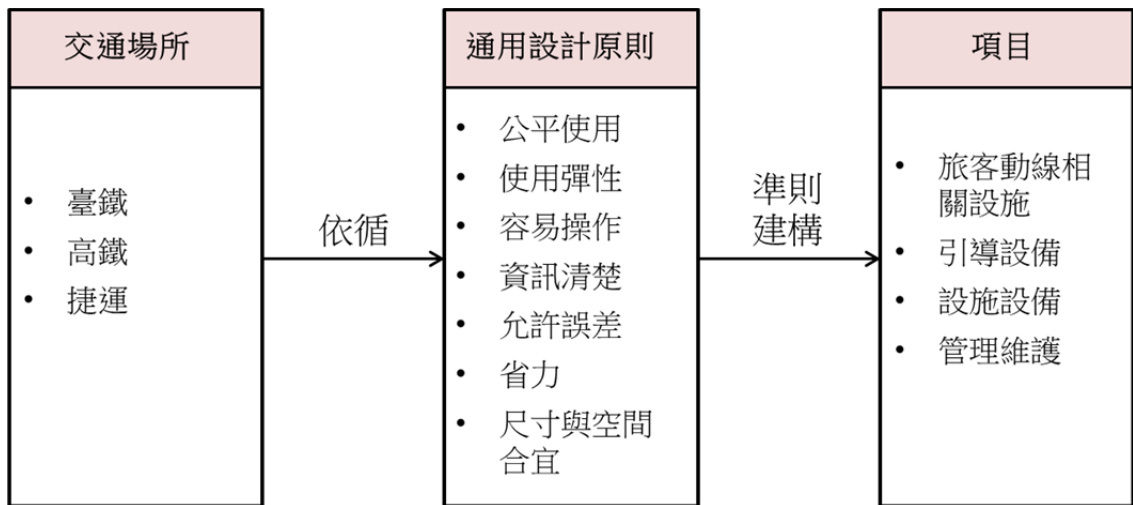 交通場所
• 臺鐵
• 高鐵
• 捷運
依循
通用設計原則
• 公平使用
• 使用彈性
• 容易操作
• 資訊清楚
• 允許誤差
• 省力
• 尺寸與空間
合宜
準則
建構
項目
• 旅客動線相
關設施
• 引導設備
• 設施設備
• 管理維護